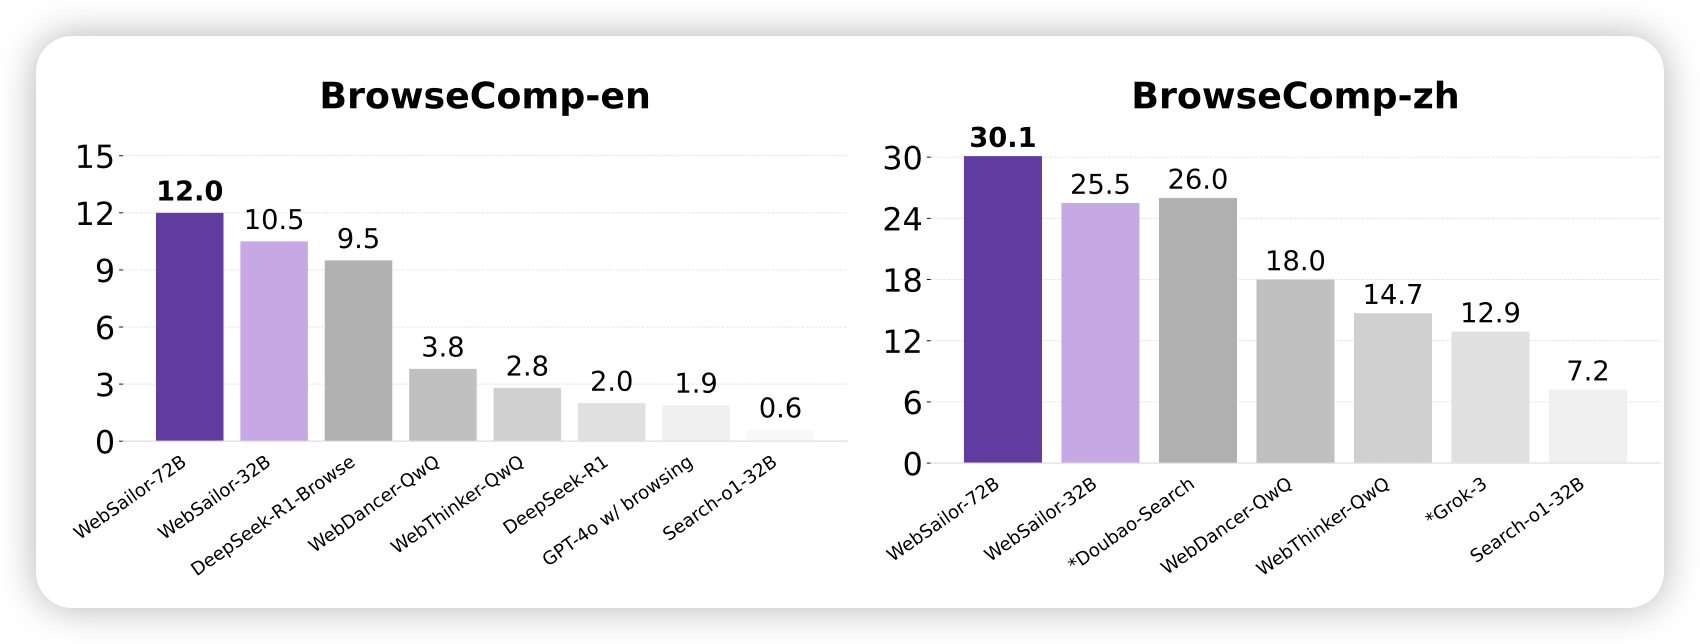 BrowseComp-en
15
12
9
6
3
0
12.0
10.5
9.5
3.8
2.8
2.0
1.9
0.6
WebSailor-72B
WebSailor-32B
DeepSeek-R1-Browse
WebDancer-QwQ
WebThinker-QwQ
DeepSeek-R1
GPT-4o w/ browsing
Search-o1-32B
BrowseComp-zh
30
24
18
12
6
0
30.1
25.5
26.0
18.0
14.7
12.9
7.2
WebSailor-72B
WebSailor-32B
*Doubao-Search
WebDancer-QwQ
WebThinker-QwQ
*Grok-3
Search-o1-32B